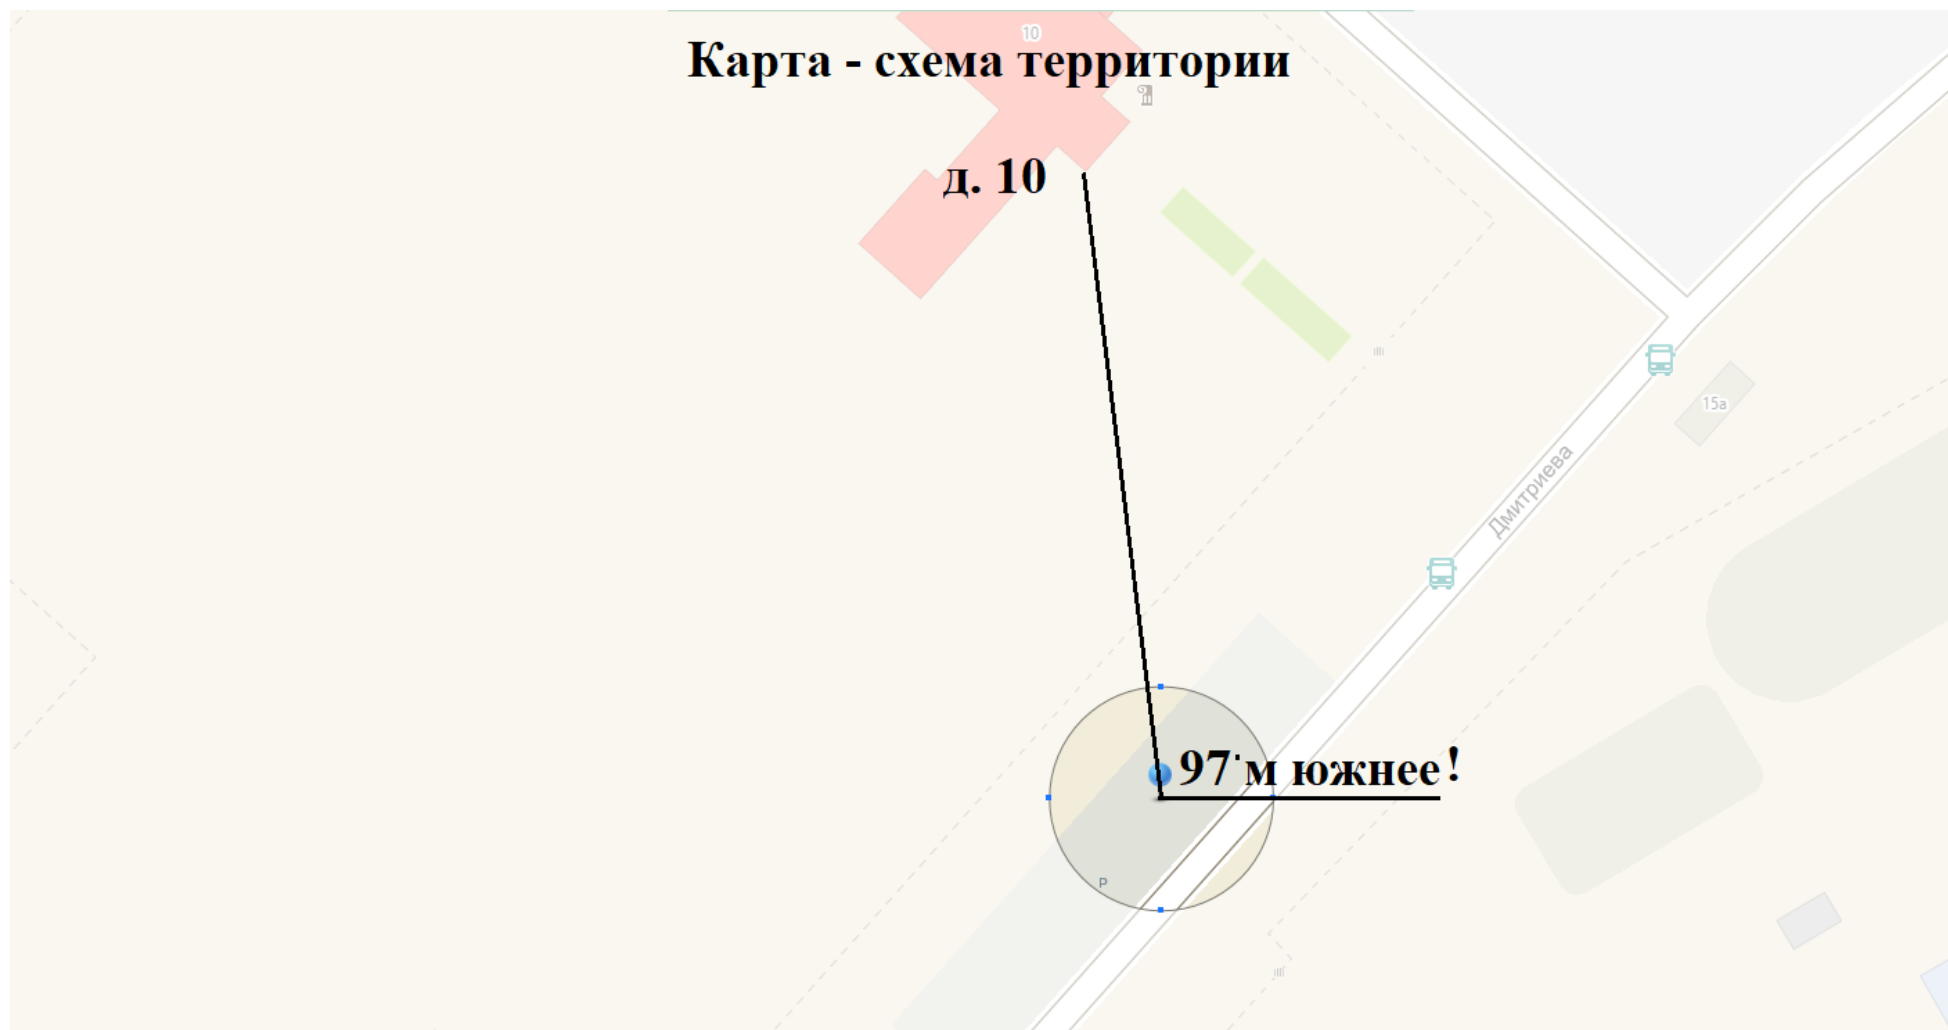 10
Карта - схема территории
д. 10
15а
Дмитриева
97 м южнее!
P